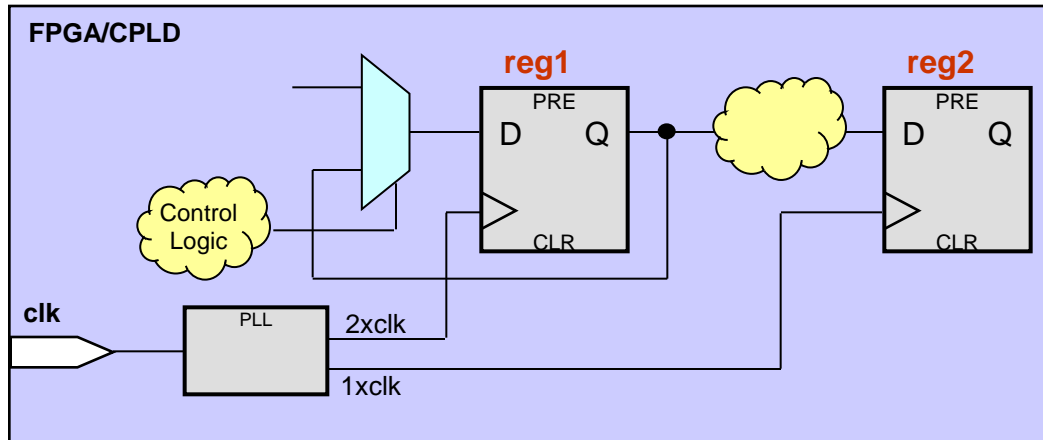 FPGA/CPLD
reg1
reg2
PRE
D
Q
CLR
PRE
D
Q
CLR
Control
Logic
clk
PLL
2xclk
1xclk